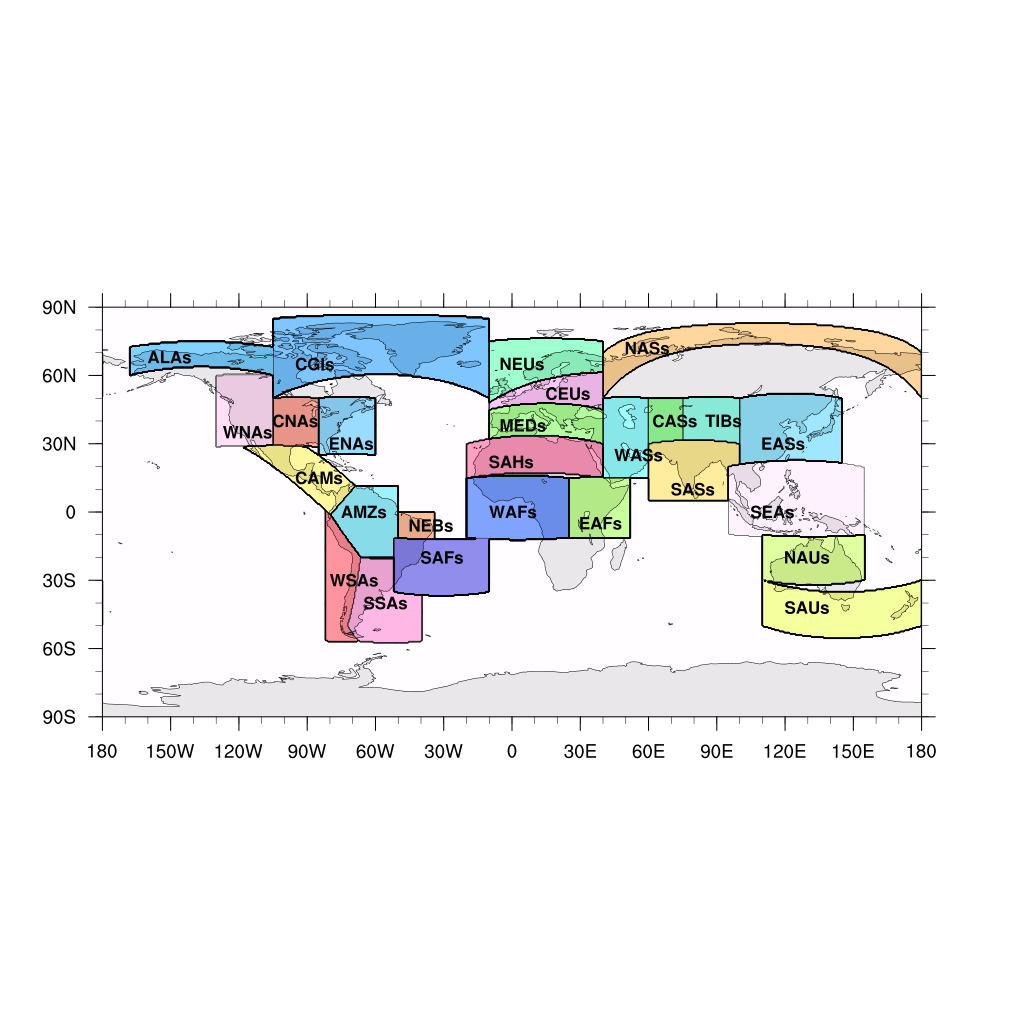 90N
60N
30N
0
30S
60S
90S
ALAs
CGIs
NEUs
NASs
CEUs
WNAs
CNAs
ENAs
MEDs
CASs
TIBs
EASs
SAHs
WASs
CAMs
SASs
AMZs
NEBs
WAFs
EAFs
SEAs
SAFs
NAUs
WSAs
SSAs
SAUs
180 150W 120W 90W 60W 30W 0 30E 60E 90E 120E 150E 180